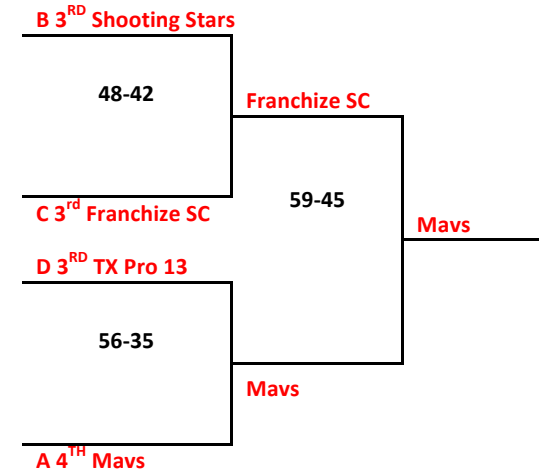 B 3RD Shooting Stars
48-42
Franchize SC
59-45
C 3rd Franchize SC
Mavs
D 3RD TX Pro 13
56-35
Mavs
A 4TH Mavs